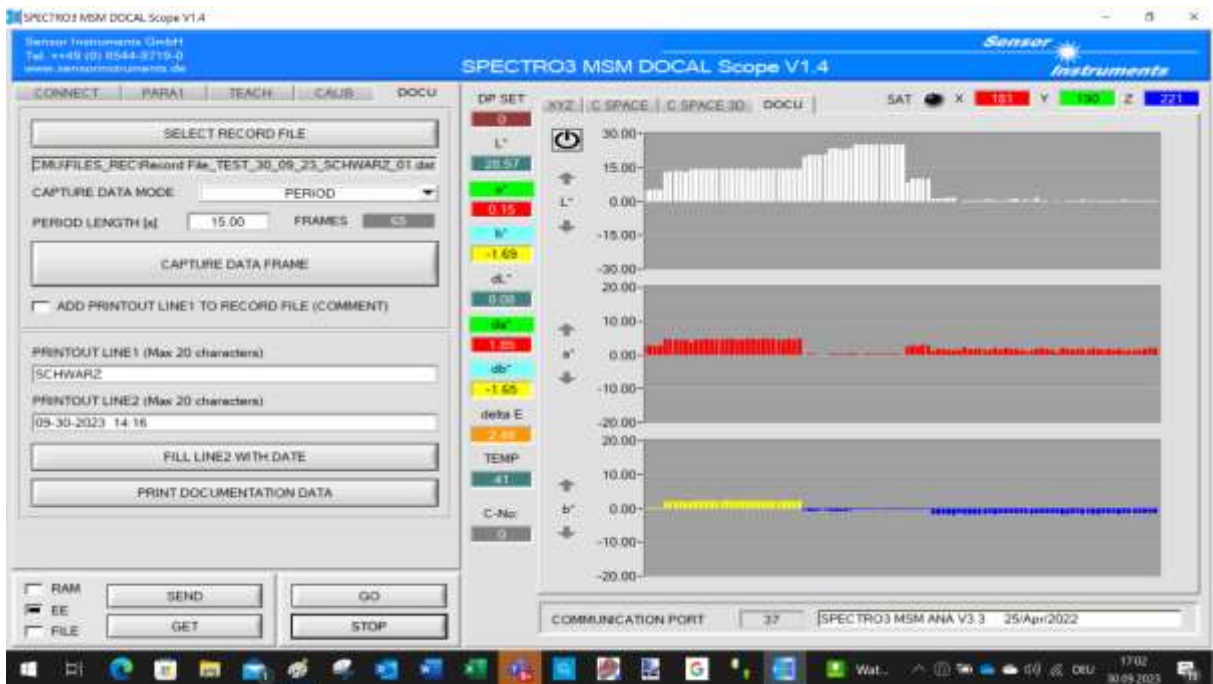 SPECTRO3 MSM DOCAL Scope V1.4
Sensor Instruments GmbH
Tel. ++49 (0) 8544-9719-0
www.sensorinstruments.de
SPECTRO3 MSM DOCAL Scope V1.4
Sensor
Instruments
CONNECT PARA1 TEACH CALIB DOCU
SELECT RECORD FILE
CMU\FILES_REC\Record File_TEST_30_09_23_SCHWARZ_01.dat
CAPTURE DATA MODE PERIOD
PERIOD LENGTH [s] 15.00 FRAMES 65
CAPTURE DATA FRAME
ADD PRINTOUT LINE1 TO RECORD FILE (COMMENT)
PRINTOUT LINE1 (Max 20 characters)
SCHWARZ
PRINTOUT LINE2 (Max 20 characters)
09-30-2023 14:16
FILL LINE2 WITH DATE
PRINT DOCUMENTATION DATA
RAM
EE
FILE
SEND
GO
GET
STOP
DP SET
0
L*
28.57
a*
0.15
b*
-1.69
dL*
0.08
da*
1.85
db*
-1.65
delta E
TEMP
41
C-No:
0
XYZ C SPACE C SPACE 3D DOCU
SAT X 181 Y 190 Z 221
30.00
15.00
L* 0.00
-15.00
-30.00
20.00
10.00
a* 0.00
-10.00
-20.00
20.00
10.00
b* 0.00
-10.00
-20.00
COMMUNICATION PORT 37 SPECTRO3 MSM ANA V3.3 25/Apr/2022
Wat...
DEU
17:02
30.09.2023